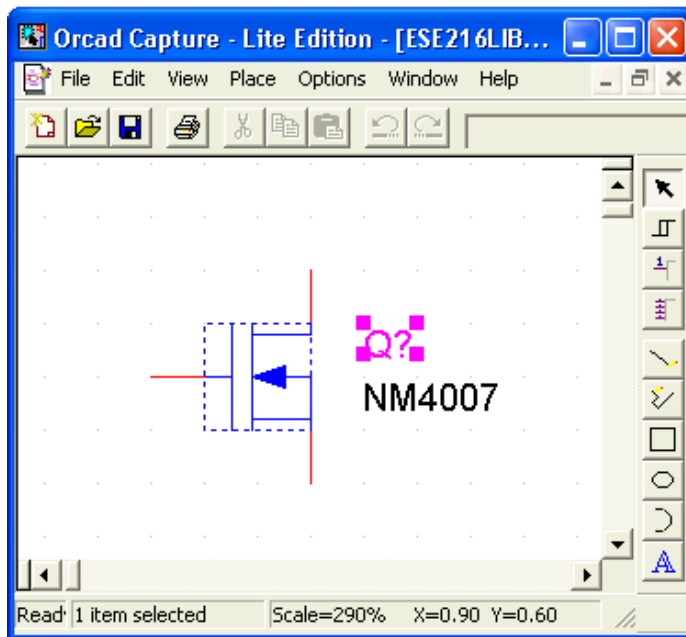 Orcad Capture - Lite Edition - [ESE216LIB...
File Edit View Place Options Window Help
1
Q?
NM4007
A
Read 1 item selected Scale=290% X=0.90 Y=0.60